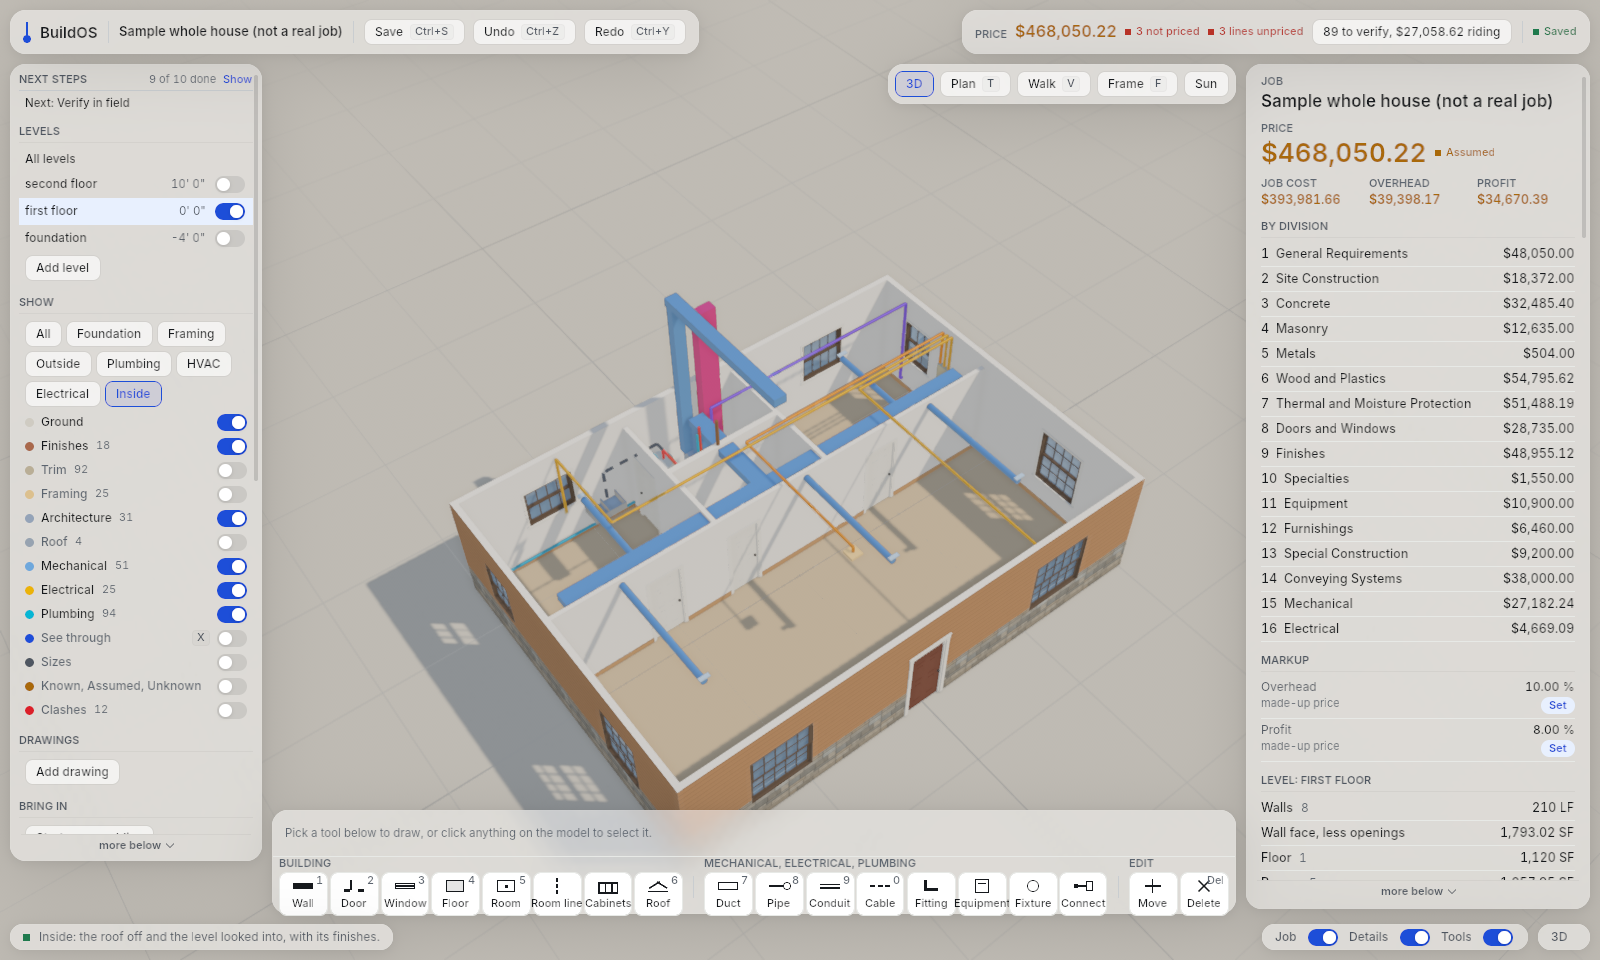 BuildOS
Sample whole house (not a real job)
Save Ctrl+S
Undo Ctrl+Z
Redo Ctrl+Y
PRICE $468,050.22
3 not priced
3 lines unpriced
89 to verify, $27,058.62 riding
Saved
NEXT STEPS 9 of 10 done Show
Next: Verify in field
LEVELS
All levels
second floor 10' 0"
first floor 0' 0"
foundation -4' 0"
Add level
SHOW
All Foundation Framing
Outside Plumbing HVAC
Electrical Inside
Ground
Finishes 18
Trim 92
Framing 25
Architecture 31
Roof 4
Mechanical 51
Electrical 25
Plumbing 94
See through X
Sizes
Known, Assumed, Unknown
Clashes 12
DRAWINGS
Add drawing
BRING IN
more below
3D
Plan T
Walk V
Frame F
Sun
JOB
Sample whole house (not a real job)
PRICE
$468,050.22 Assumed
JOB COST OVERHEAD PROFIT
$393,981.66 $39,398.17 $34,670.39
BY DIVISION
1 General Requirements $48,050.00
2 Site Construction $18,372.00
3 Concrete $32,485.40
4 Masonry $12,635.00
5 Metals $504.00
6 Wood and Plastics $54,795.62
7 Thermal and Moisture Protection $51,488.19
8 Doors and Windows $28,735.00
9 Finishes $48,955.12
10 Specialties $1,550.00
11 Equipment $10,900.00
12 Furnishings $6,460.00
13 Special Construction $9,200.00
14 Conveying Systems $38,000.00
15 Mechanical $27,182.24
16 Electrical $4,669.09
MARKUP
Overhead 10.00 %
made-up price Set
Profit 8.00 %
made-up price Set
LEVEL: FIRST FLOOR
Walls 8 210 LF
Wall face, less openings 1,793.02 SF
Floor 1 1,120 SF
more below
Pick a tool below to draw, or click anything on the model to select it.
BUILDING
Wall 1
Door 2
Window 3
Floor 4
Room 5
Room line
Cabinets
Roof 6
MECHANICAL, ELECTRICAL, PLUMBING
Duct 7
Pipe 8
Conduit 9
Cable 0
Fitting
Equipment
Fixture
Connect
EDIT
Move
Delete Del
Inside: the roof off and the level looked into, with its finishes.
Job
Details
Tools
3D